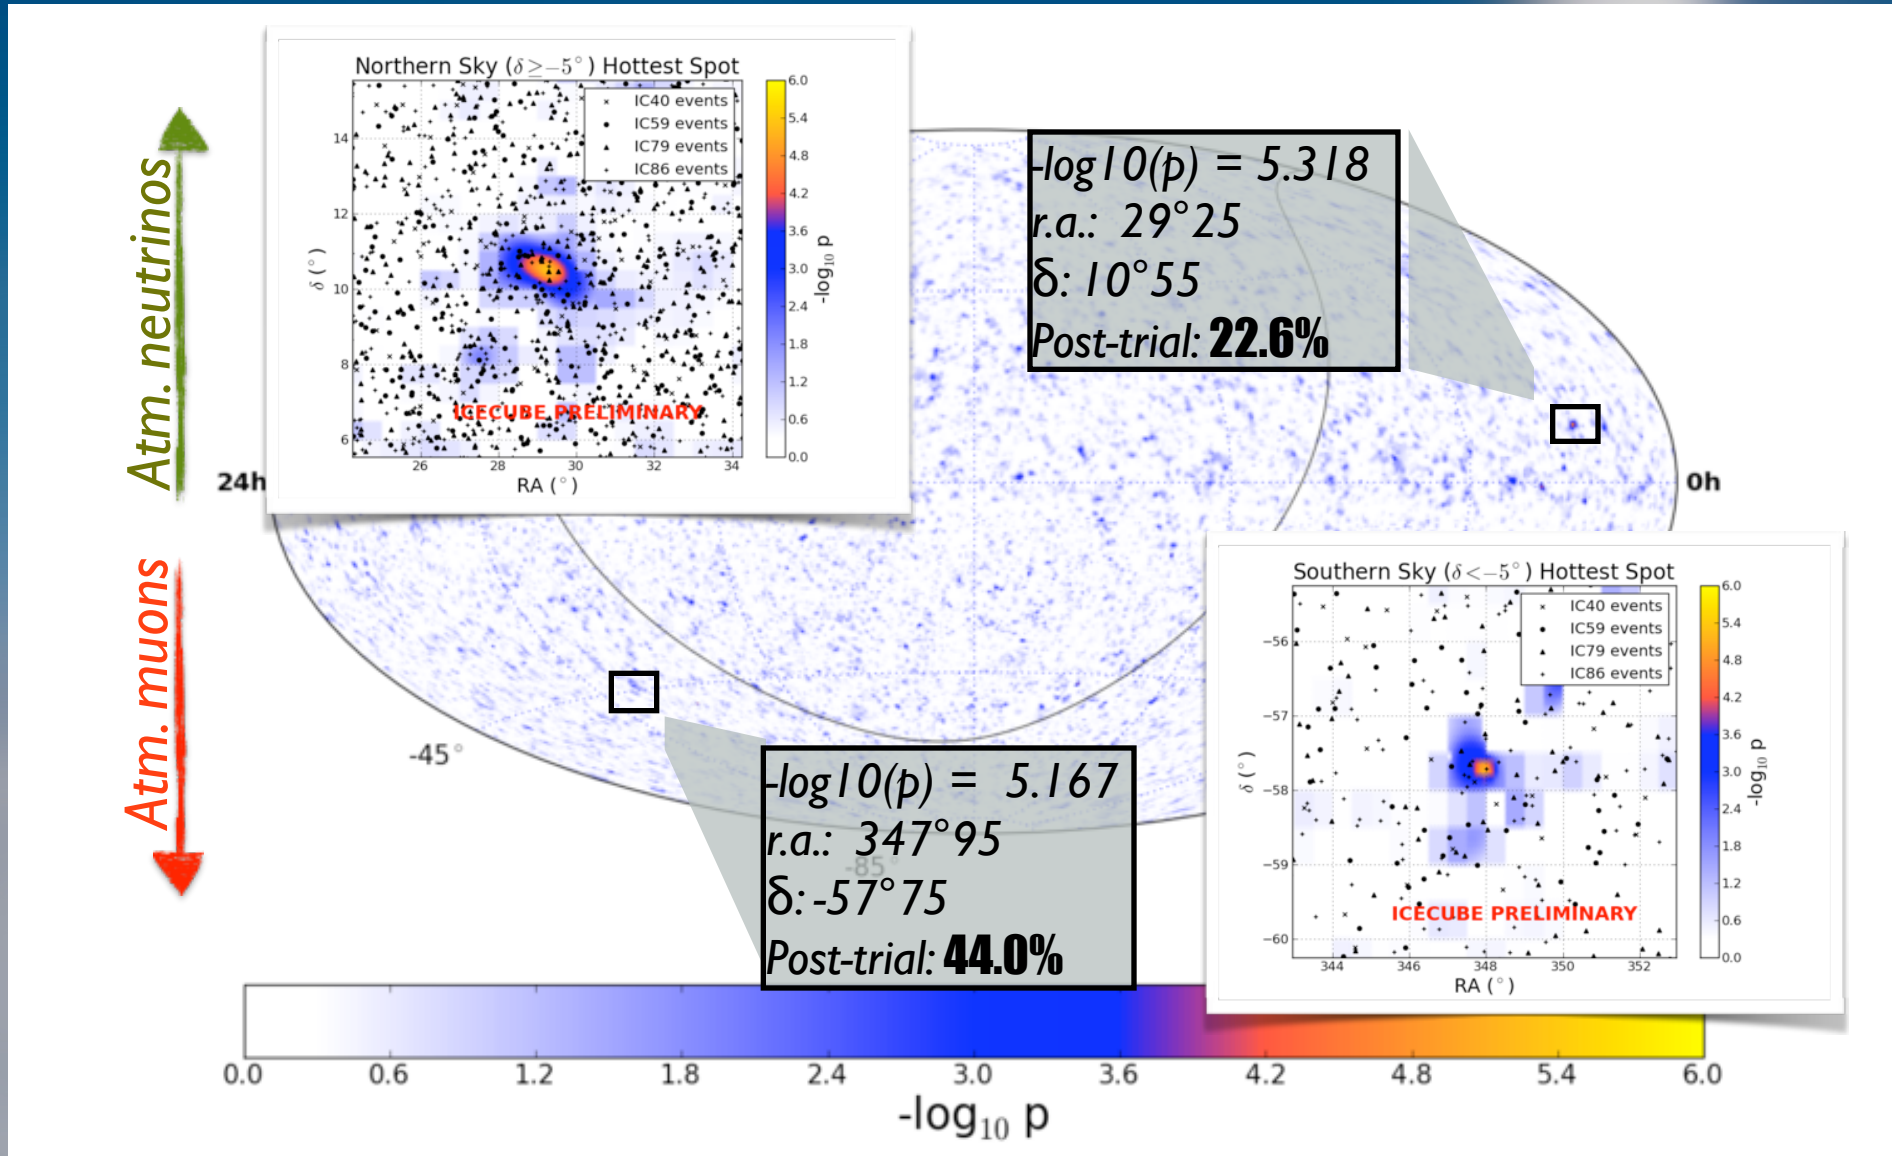 Northern Sky (δ≥−5°) Hottest Spot
IC40 events
IC59 events
IC79 events
IC86 events
6.0
5.4
4.8
4.2
3.6
3.0
2.4
1.8
1.2
0.6
0.0
-log₁₀ p
14
12
10
8
6
δ (°)
26
28
30
32
34
RA (°)
ICECUBE PRELIMINARY
Atm. neutrinos
Atm. muons
-log10(p) = 5.318
r.a.: 29°25
δ: 10°55
Post-trial: 22.6%
24h
0h
-45°
-85°
-log10(p) = 5.167
r.a.: 347°95
δ: -57°75
Post-trial: 44.0%
Southern Sky (δ<−5°) Hottest Spot
IC40 events
IC59 events
IC79 events
IC86 events
6.0
5.4
4.8
4.2
3.6
3.0
2.4
1.8
1.2
0.6
0.0
-log₁₀ p
−56
−57
−58
−59
−60
δ (°)
344
346
348
350
352
RA (°)
ICECUBE PRELIMINARY
0.0
0.6
1.2
1.8
2.4
3.0
3.6
4.2
4.8
5.4
6.0
-log₁₀ p